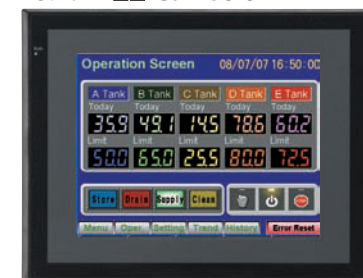 Operation Screen 08/07/07 16:50:00
A Tank B Tank C Tank D Tank E Tank
Today Today Today Today Today
35.9 49.1 14.5 78.6 60.2
Limit Limit Limit Limit Limit
50.0 65.0 25.5 80.0 72.5
Store Drain Supply Clean
Menu Oper. Setting Trend History Error Reset